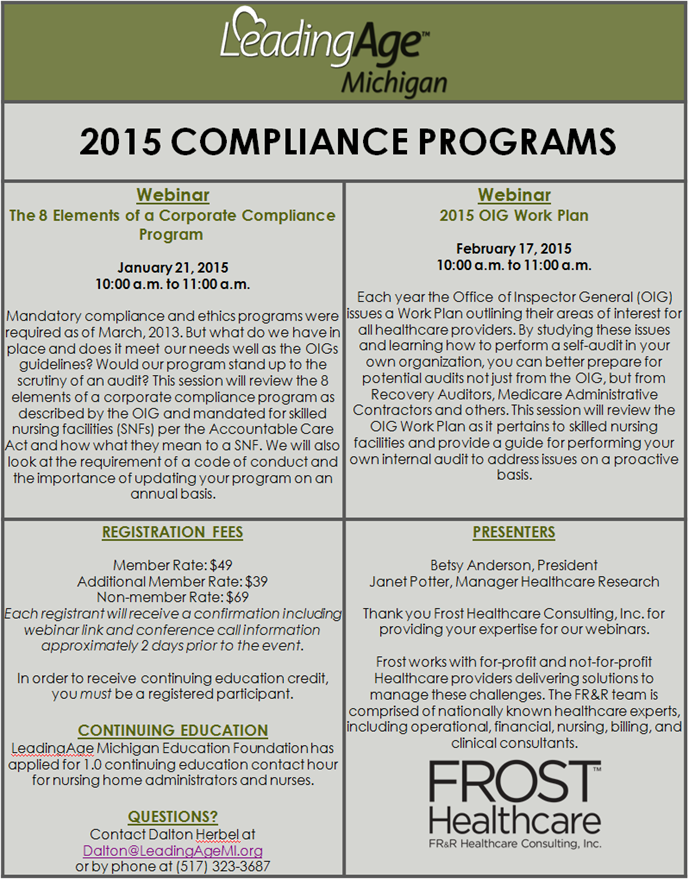 LeadingAge™
Michigan
2015 COMPLIANCE PROGRAMS
Webinar
The 8 Elements of a Corporate Compliance
Program
January 21, 2015
10:00 a.m. to 11:00 a.m.
Mandatory compliance and ethics programs were
required as of March, 2013. But what do we have in
place and does it meet our needs well as the OIGs
guidelines? Would our program stand up to the
scrutiny of an audit? This session will review the 8
elements of a corporate compliance program as
described by the OIG and mandated for skilled
nursing facilities (SNFs) per the Accountable Care
Act and how what they mean to a SNF. We will also
look at the requirement of a code of conduct and
the importance of updating your program on an
annual basis.
Webinar
2015 OIG Work Plan
February 17, 2015
10:00 a.m. to 11:00 a.m.
Each year the Office of Inspector General (OIG)
issues a Work Plan outlining their areas of interest for
all healthcare providers. By studying these issues
and learning how to perform a self-audit in your
own organization, you can better prepare for
potential audits not just from the OIG, but from
Recovery Auditors, Medicare Administrative
Contractors and others. This session will review the
OIG Work Plan as it pertains to skilled nursing
facilities and provide a guide for performing your
own internal audit to address issues on a proactive
basis.
REGISTRATION FEES
Member Rate: $49
Additional Member Rate: $39
Non-member Rate: $69
Each registrant will receive a confirmation including
webinar link and conference call information
approximately 2 days prior to the event.
In order to receive continuing education credit,
you must be a registered participant.
CONTINUING EDUCATION
LeadingAge Michigan Education Foundation has
applied for 1.0 continuing education contact hour
for nursing home administrators and nurses.
QUESTIONS?
Contact Dalton Herbel at
Dalton@LeadingAgeMI.org
or by phone at (517) 323-3687
PRESENTERS
Betsy Anderson, President
Janet Potter, Manager Healthcare Research
Thank you Frost Healthcare Consulting, Inc. for
providing your expertise for our webinars.
Frost works with for-profit and not-for-profit
Healthcare providers delivering solutions to
manage these challenges. The FR&R team is
comprised of nationally known healthcare experts,
including operational, financial, nursing, billing, and
clinical consultants.
FROST™
Healthcare
FR&R Healthcare Consulting, Inc.